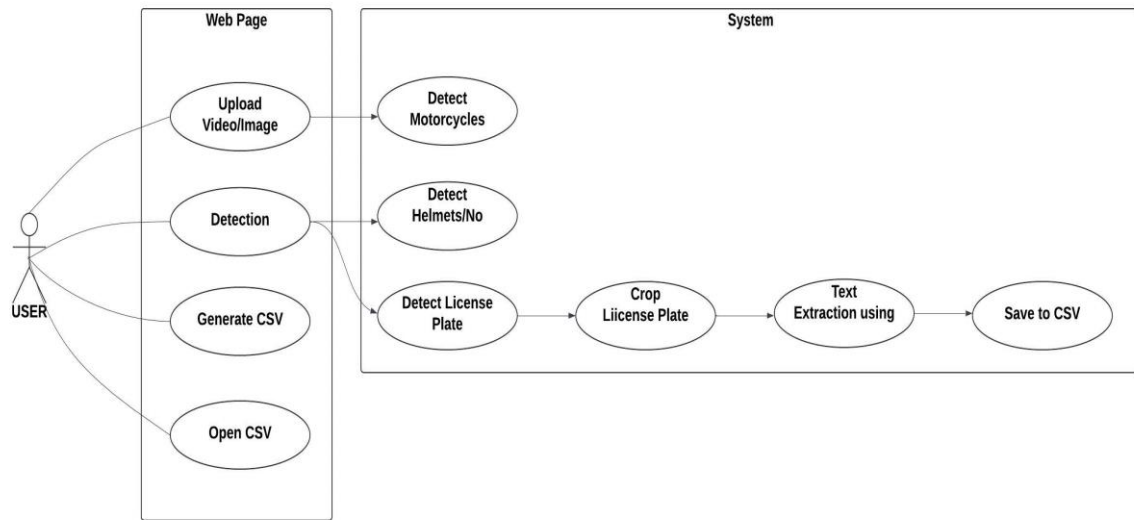 Web Page
System
Upload
Video/Image
Detect
Motorcycles
Detection
Detect
Helmets/No
USER
Generate CSV
Detect License
Plate
Crop
Liicense Plate
Text
Extraction using
Save to CSV
Open CSV